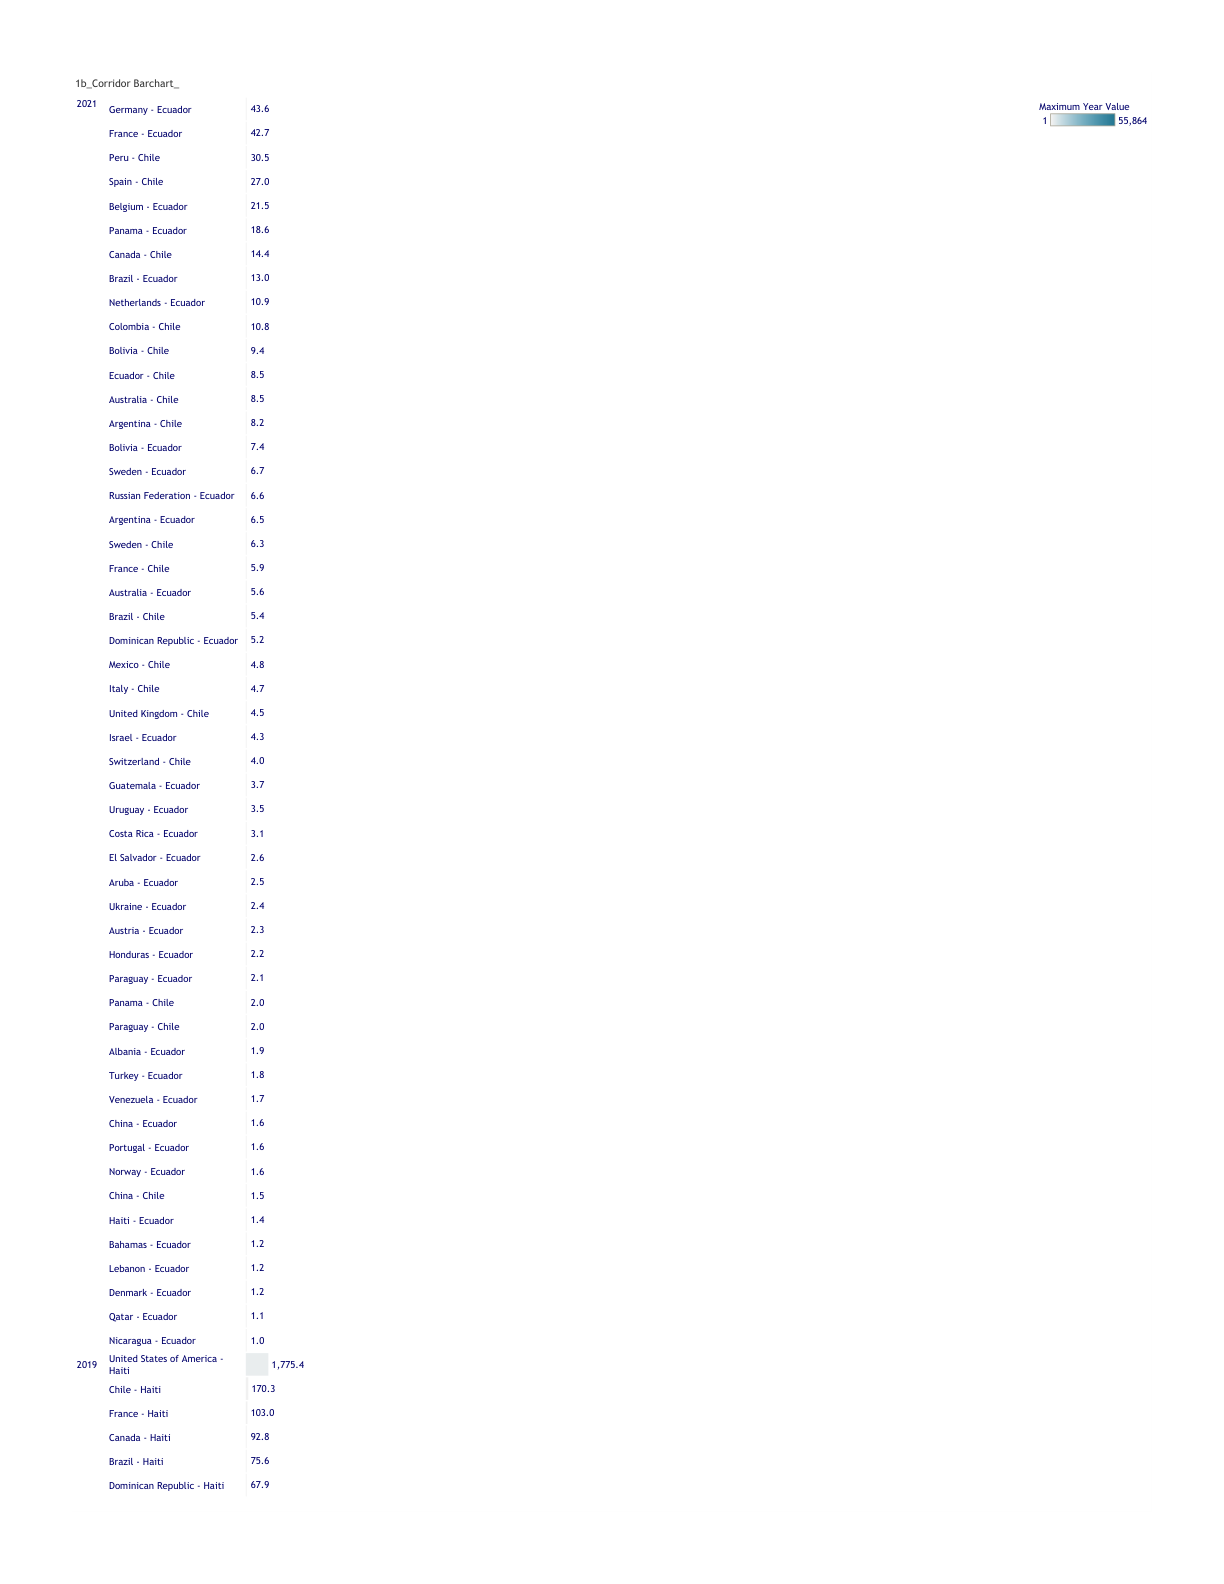 1b_Corridor Barchart_
Maximum Year Value
1 55,864
2021 Germany - Ecuador 43.6
France - Ecuador 42.7
Peru - Chile 30.5
Spain - Chile 27.0
Belgium - Ecuador 21.5
Panama - Ecuador 18.6
Canada - Chile 14.4
Brazil - Ecuador 13.0
Netherlands - Ecuador 10.9
Colombia - Chile 10.8
Bolivia - Chile 9.4
Ecuador - Chile 8.5
Australia - Chile 8.5
Argentina - Chile 8.2
Bolivia - Ecuador 7.4
Sweden - Ecuador 6.7
Russian Federation - Ecuador 6.6
Argentina - Ecuador 6.5
Sweden - Chile 6.3
France - Chile 5.9
Australia - Ecuador 5.6
Brazil - Chile 5.4
Dominican Republic - Ecuador 5.2
Mexico - Chile 4.8
Italy - Chile 4.7
United Kingdom - Chile 4.5
Israel - Ecuador 4.3
Switzerland - Chile 4.0
Guatemala - Ecuador 3.7
Uruguay - Ecuador 3.5
Costa Rica - Ecuador 3.1
El Salvador - Ecuador 2.6
Aruba - Ecuador 2.5
Ukraine - Ecuador 2.4
Austria - Ecuador 2.3
Honduras - Ecuador 2.2
Paraguay - Ecuador 2.1
Panama - Chile 2.0
Paraguay - Chile 2.0
Albania - Ecuador 1.9
Turkey - Ecuador 1.8
Venezuela - Ecuador 1.7
China - Ecuador 1.6
Portugal - Ecuador 1.6
Norway - Ecuador 1.6
China - Chile 1.5
Haiti - Ecuador 1.4
Bahamas - Ecuador 1.2
Lebanon - Ecuador 1.2
Denmark - Ecuador 1.2
Qatar - Ecuador 1.1
Nicaragua - Ecuador 1.0
2019 United States of America -
Haiti 1,775.4
Chile - Haiti 170.3
France - Haiti 103.0
Canada - Haiti 92.8
Brazil - Haiti 75.6
Dominican Republic - Haiti 67.9